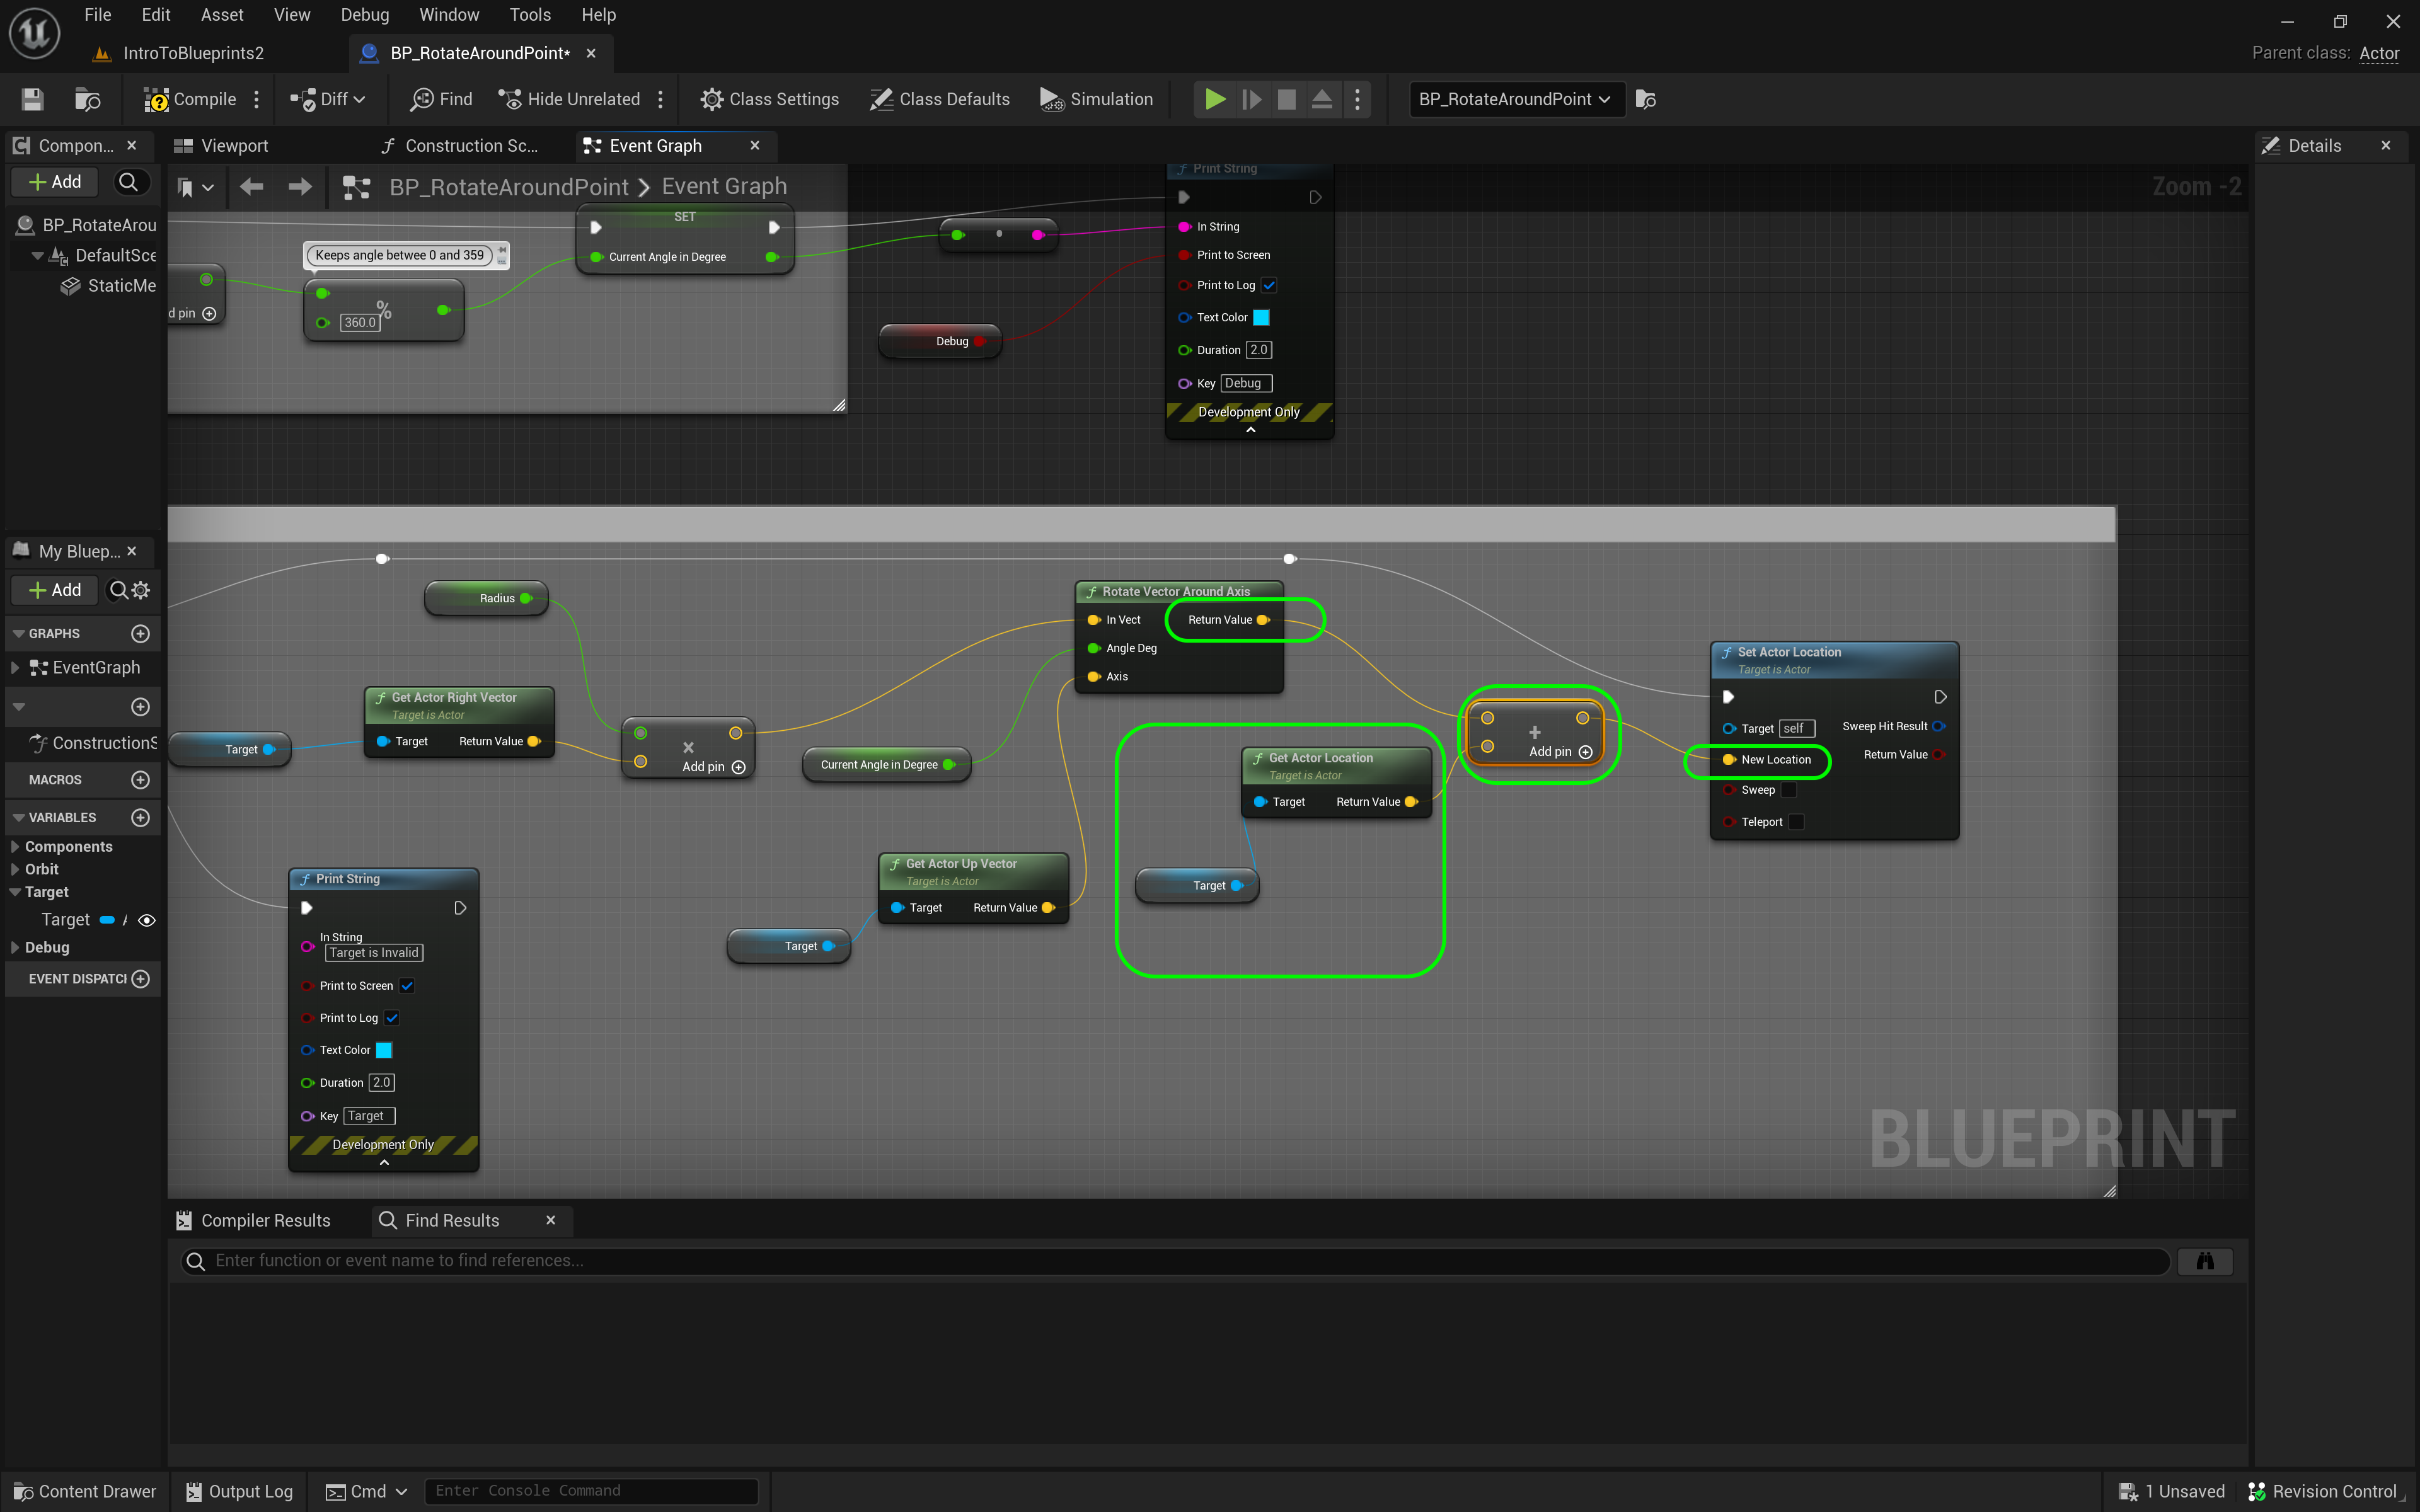 File Edit Asset View Debug Window Tools Help
IntroToBlueprints2
BP_RotateAroundPoint*
Parent class: Actor
Compile
Diff
Find
Hide Unrelated
Class Settings
Class Defaults
Simulation
BP_RotateAroundPoint
Compon...
Viewport
Construction Sc...
Event Graph
Details
Add
BP_RotateAroundPoint > Event Graph
Zoom -2
BP_RotateArou
DefaultSce
StaticMe
d pin
Keeps angle betwee 0 and 359
%
360.0
SET
Current Angle in Degree
Debug
Print String
In String
Print to Screen
Print to Log
Text Color
Duration 2.0
Key Debug
Development Only
My Bluep...
Add
GRAPHS
EventGraph
ConstructionS
MACROS
VARIABLES
Components
Orbit
Target
Target
Debug
EVENT DISPATCI
Radius
Get Actor Right Vector
Target is Actor
Target Return Value
Target
×
Add pin
Current Angle in Degree
Rotate Vector Around Axis
In Vect Return Value
Angle Deg
Axis
Get Actor Location
Target is Actor
Target Return Value
Target
+
Add pin
Set Actor Location
Target is Actor
Target self Sweep Hit Result
New Location Return Value
Sweep
Teleport
Get Actor Up Vector
Target is Actor
Target Return Value
Target
Print String
In String
Target is Invalid
Print to Screen
Print to Log
Text Color
Duration 2.0
Key Target
Development Only
BLUEPRINT
Compiler Results
Find Results
Enter function or event name to find references...
Content Drawer
Output Log
Cmd
Enter Console Command
1 Unsaved
Revision Control